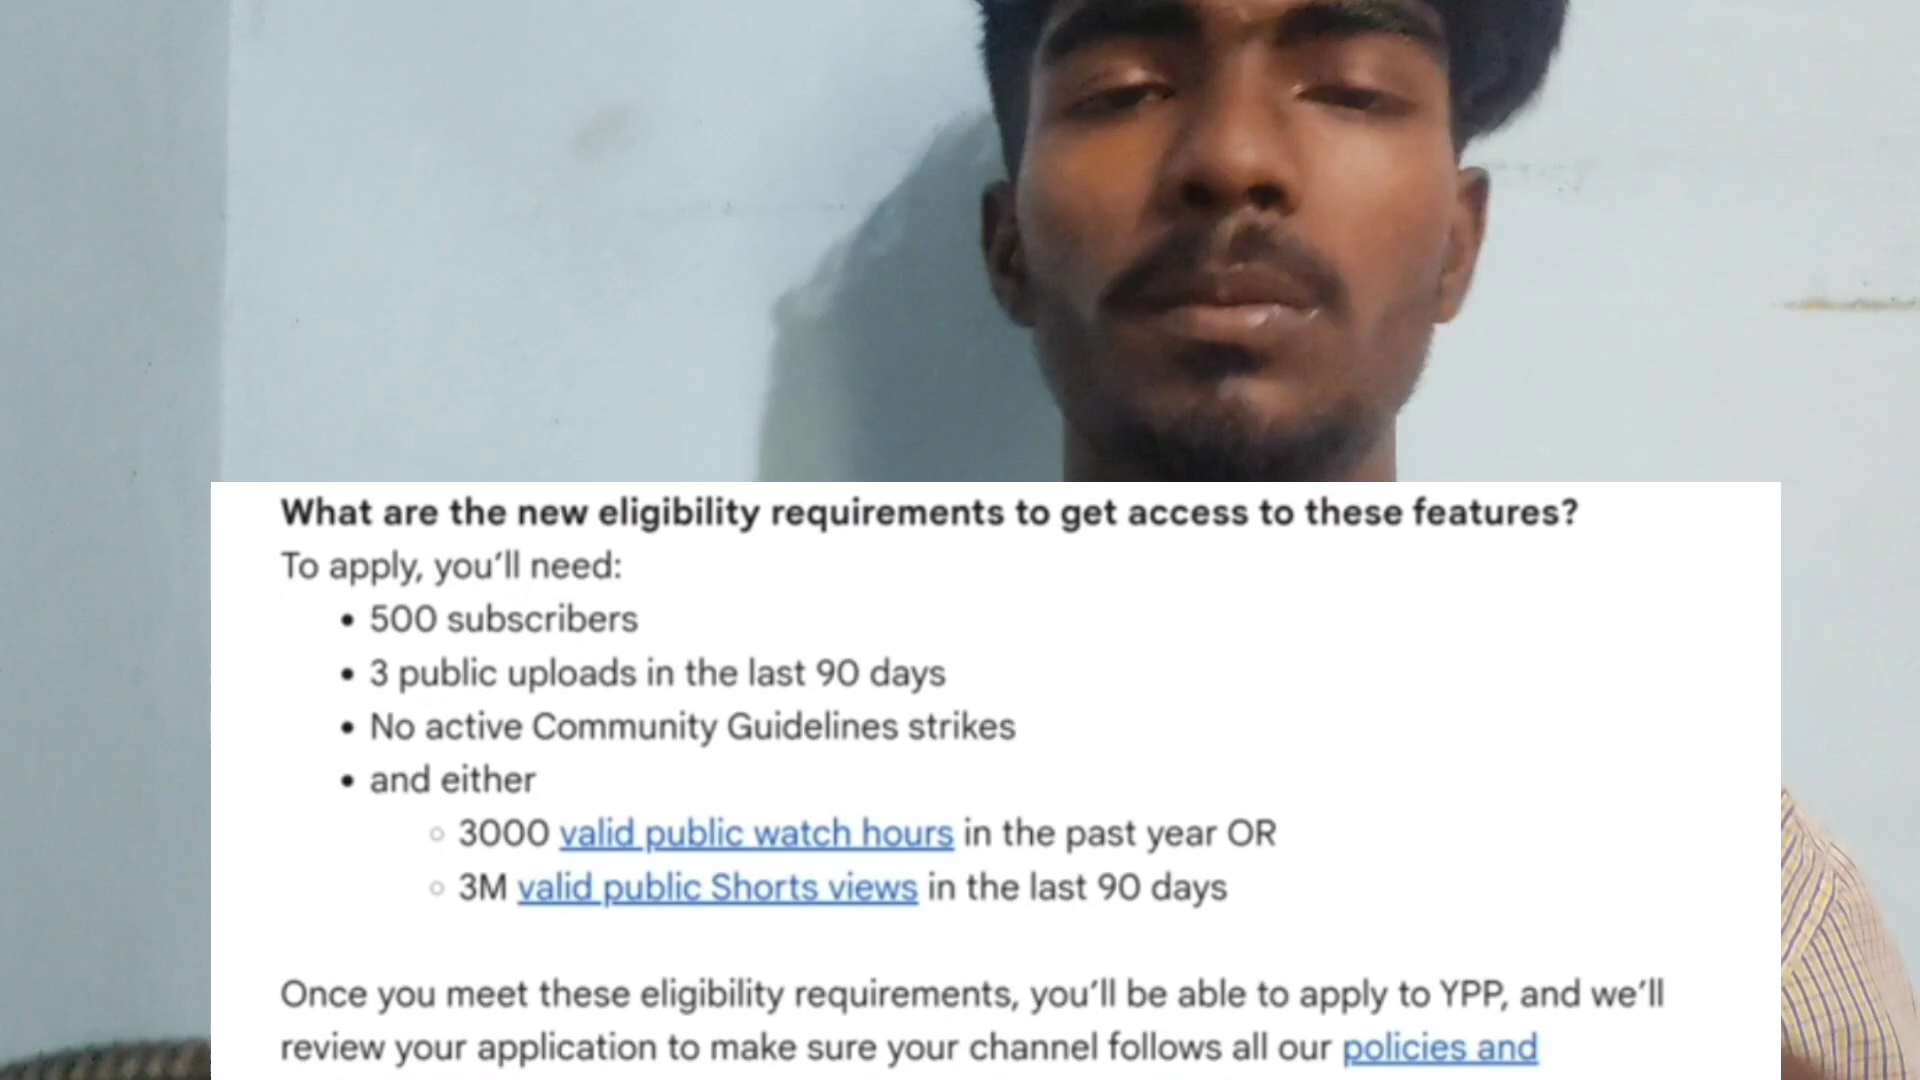 What are the new eligibility requirements to get access to these features?
To apply, you’ll need:
• 500 subscribers
• 3 public uploads in the last 90 days
• No active Community Guidelines strikes
• and either
○ 3000 valid public watch hours in the past year OR
○ 3M valid public Shorts views in the last 90 days
Once you meet these eligibility requirements, you’ll be able to apply to YPP, and we’ll
review your application to make sure your channel follows all our policies and